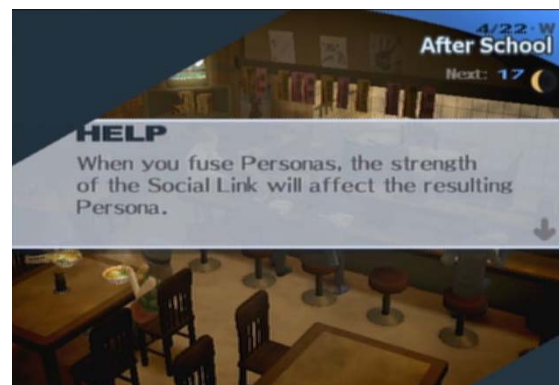 4/22・W
After School
Next: 17
HELP
When you fuse Personas, the strength
of the Social Link will affect the resulting
Persona.